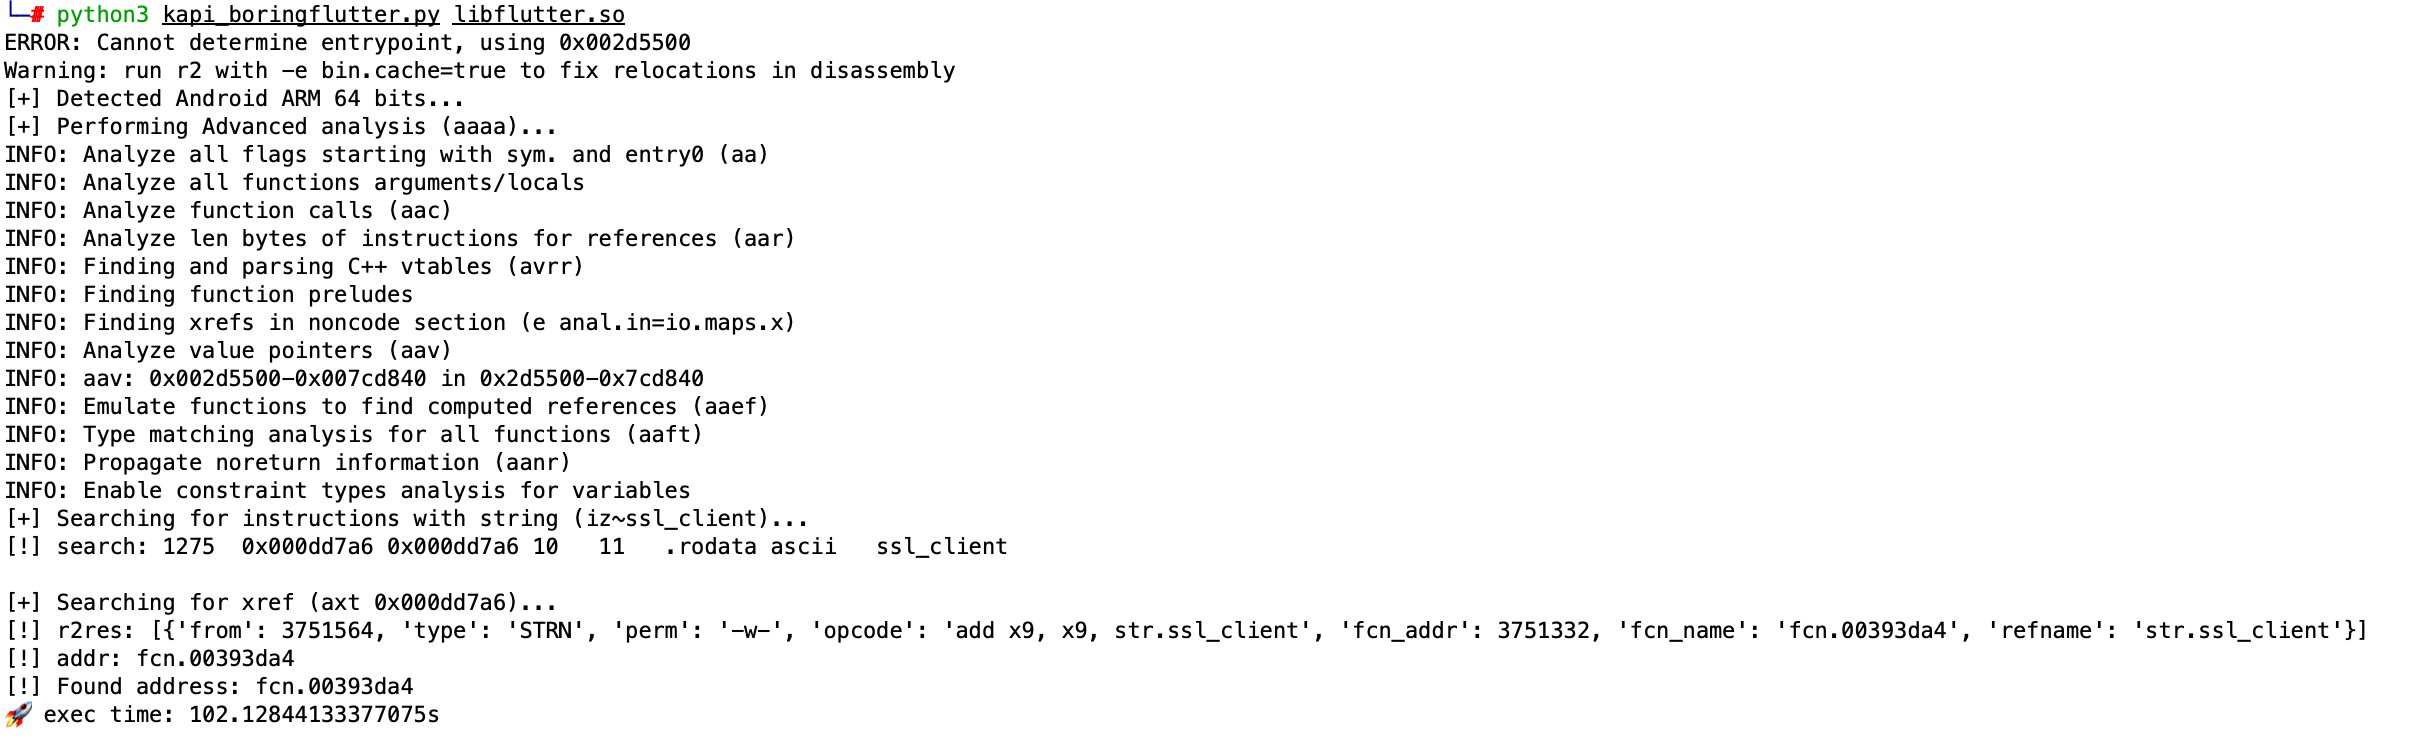 └─# python3 kapi_boringflutter.py libflutter.so
ERROR: Cannot determine entrypoint, using 0x002d5500
Warning: run r2 with -e bin.cache=true to fix relocations in disassembly
[+] Detected Android ARM 64 bits...
[+] Performing Advanced analysis (aaaa)...
INFO: Analyze all flags starting with sym. and entry0 (aa)
INFO: Analyze all functions arguments/locals
INFO: Analyze function calls (aac)
INFO: Analyze len bytes of instructions for references (aar)
INFO: Finding and parsing C++ vtables (avrr)
INFO: Finding function preludes
INFO: Finding xrefs in noncode section (e anal.in=io.maps.x)
INFO: Analyze value pointers (aav)
INFO: aav: 0x002d5500-0x007cd840 in 0x2d5500-0x7cd840
INFO: Emulate functions to find computed references (aaef)
INFO: Type matching analysis for all functions (aaft)
INFO: Propagate noreturn information (aanr)
INFO: Enable constraint types analysis for variables
[+] Searching for instructions with string (iz~ssl_client)...
[!] search: 1275  0x000dd7a6 0x000dd7a6 10   11   .rodata ascii   ssl_client
[+] Searching for xref (axt 0x000dd7a6)...
[!] r2res: [{'from': 3751564, 'type': 'STRN', 'perm': '-w-', 'opcode': 'add x9, x9, str.ssl_client', 'fcn_addr': 3751332, 'fcn_name': 'fcn.00393da4', 'refname': 'str.ssl_client'}]
[!] addr: fcn.00393da4
[!] Found address: fcn.00393da4
🚀 exec time: 102.12844133377075s